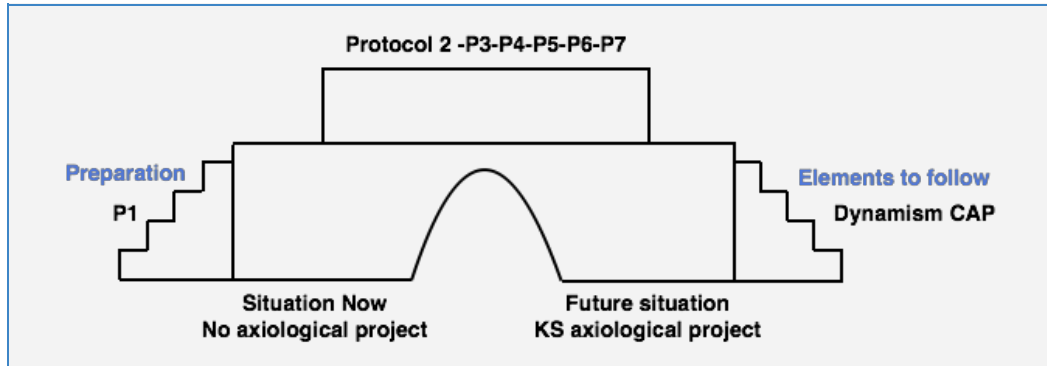 Protocol 2 -P3-P4-P5-P6-P7
Preparation
P1
Elements to follow
Dynamism CAP
Situation Now
No axiological project
Future situation
KS axiological project